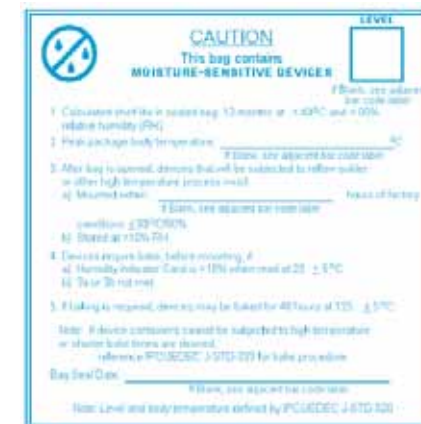 LEVEL
CAUTION
This bag contains
MOISTURE-SENSITIVE DEVICES
If Blank, see adjacent
bar code label
1. Calculated shelf life in sealed bag: 12 months at <40°C and <90%
relative humidity (RH)
2. Peak package body temperature: °C
If Blank, see adjacent bar code label
3. After bag is opened, devices that will be subjected to reflow solder
or other high temperature process must
a) Mounted within: hours of factory
If Blank, see adjacent bar code label
conditions ≤30°C/60%
b) Stored at <10% RH
4. Devices require bake, before mounting, if:
a) Humidity Indicator Card is >10% when read at 23 ± 5°C
b) 3a or 3b not met
5. If baking is required, devices may be baked for 48 hours at 125 ± 5°C
Note: If device containers cannot be subjected to high temperature
or shorter bake times are desired,
reference IPC/JEDEC J-STD-033 for bake procedure
Bag Seal Date:
If Blank, see adjacent bar code label
Note: Level and body temperature defined by IPC/JEDEC J-STD-020